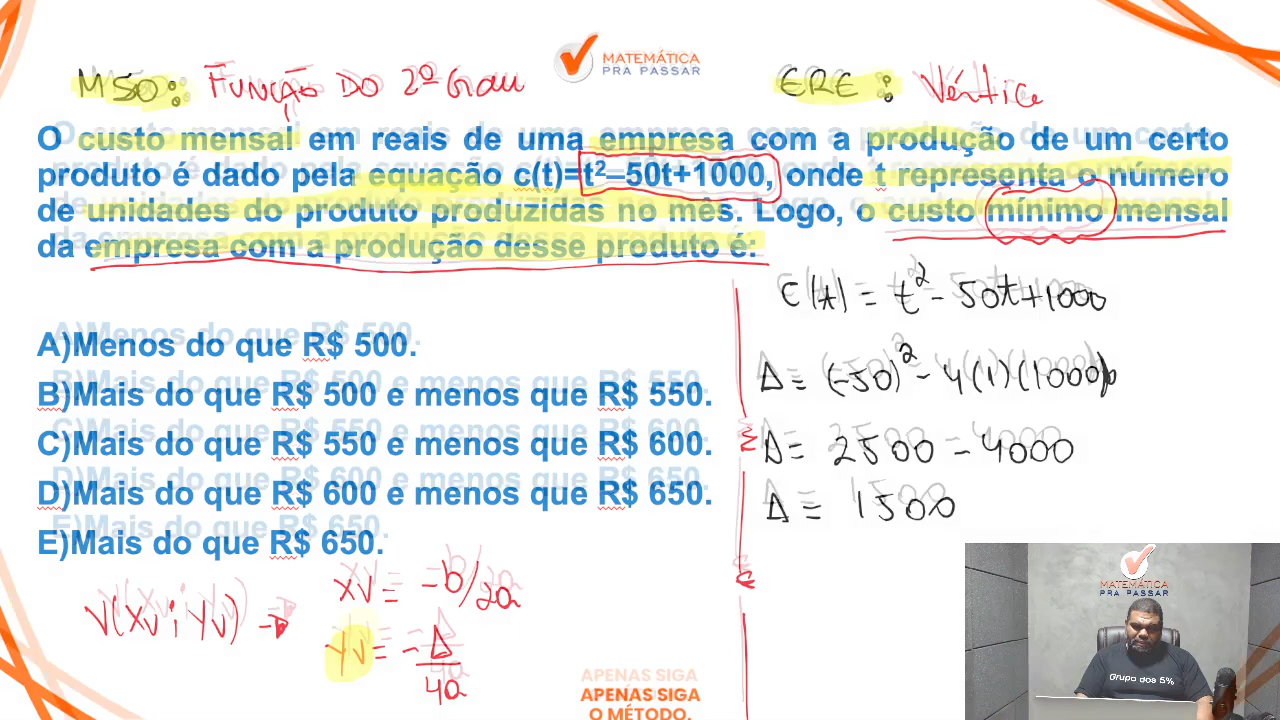 MATEMÁTICA
PRA PASSAR
MSO: FUNÇÃO DO 2º Grau
ERE: Vértice
O custo mensal em reais de uma empresa com a produção de um certo
produto é dado pela equação c(t)=t²–50t+1000, onde t representa o número
de unidades do produto produzidas no mês. Logo, o custo mínimo mensal
da empresa com a produção desse produto é:
A)Menos do que R$ 500.
B)Mais do que R$ 500 e menos que R$ 550.
C)Mais do que R$ 550 e menos que R$ 600.
D)Mais do que R$ 600 e menos que R$ 650.
E)Mais do que R$ 650.
V(XV; YV) →
XV = -b/2a
YV = -Δ/4a
C(t) = t² - 50t + 1000
Δ = (-50)² - 4(1)(1000)
Δ = 2500 - 4000
Δ = 1500
MATEMÁTICA
PRA PASSAR
Grupo dos 5%
APENAS SIGA
APENAS SIGA
O MÉTODO.